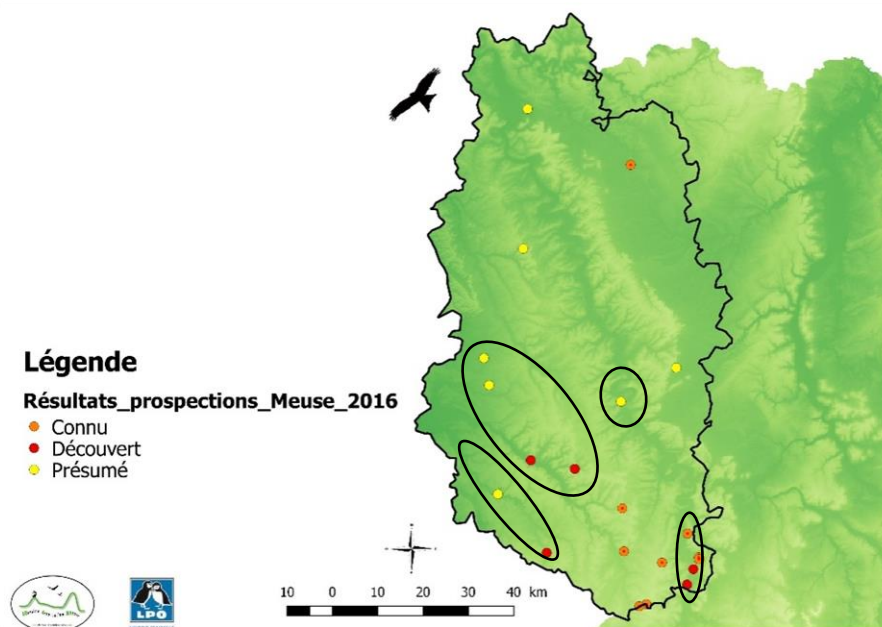 Légende
Résultats_prospections_Meuse_2016
Connu
Découvert
Présumé
10 0 10 20 30 40 km
LPO